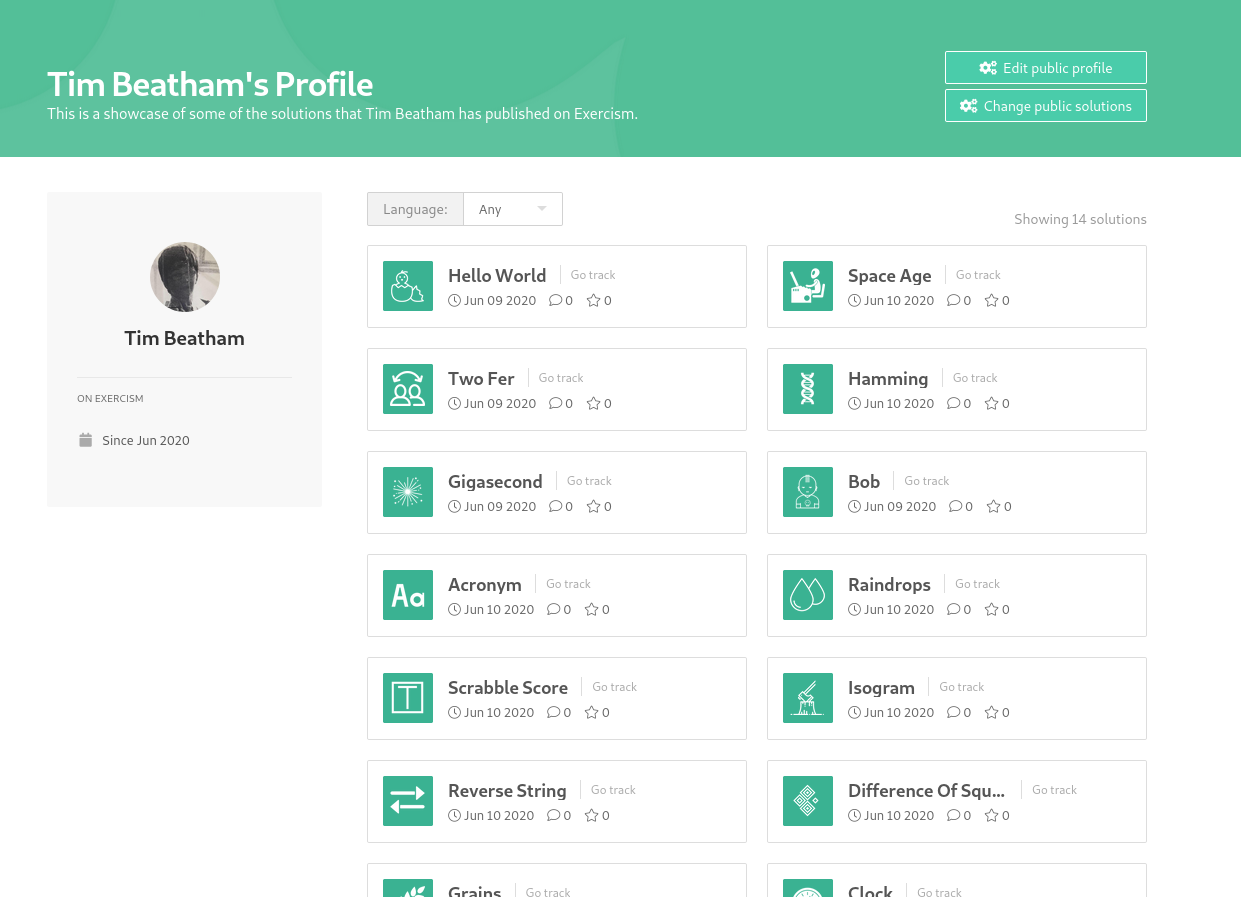 Tim Beatham's Profile
This is a showcase of some of the solutions that Tim Beatham has published on Exercism.
Edit public profile
Change public solutions
Tim Beatham
ON EXERCISM
Since Jun 2020
Language: Any
Showing 14 solutions
Hello World Go track
Jun 09 2020 0 0
Space Age Go track
Jun 10 2020 0 0
Two Fer Go track
Jun 09 2020 0 0
Hamming Go track
Jun 10 2020 0 0
Gigasecond Go track
Jun 09 2020 0 0
Bob Go track
Jun 09 2020 0 0
Aa
Acronym Go track
Jun 10 2020 0 0
Raindrops Go track
Jun 10 2020 0 0
T
Scrabble Score Go track
Jun 10 2020 0 0
Isogram Go track
Jun 10 2020 0 0
Reverse String Go track
Jun 10 2020 0 0
Difference Of Squ... Go track
Jun 10 2020 0 0
Grains Go track
Clock Go track